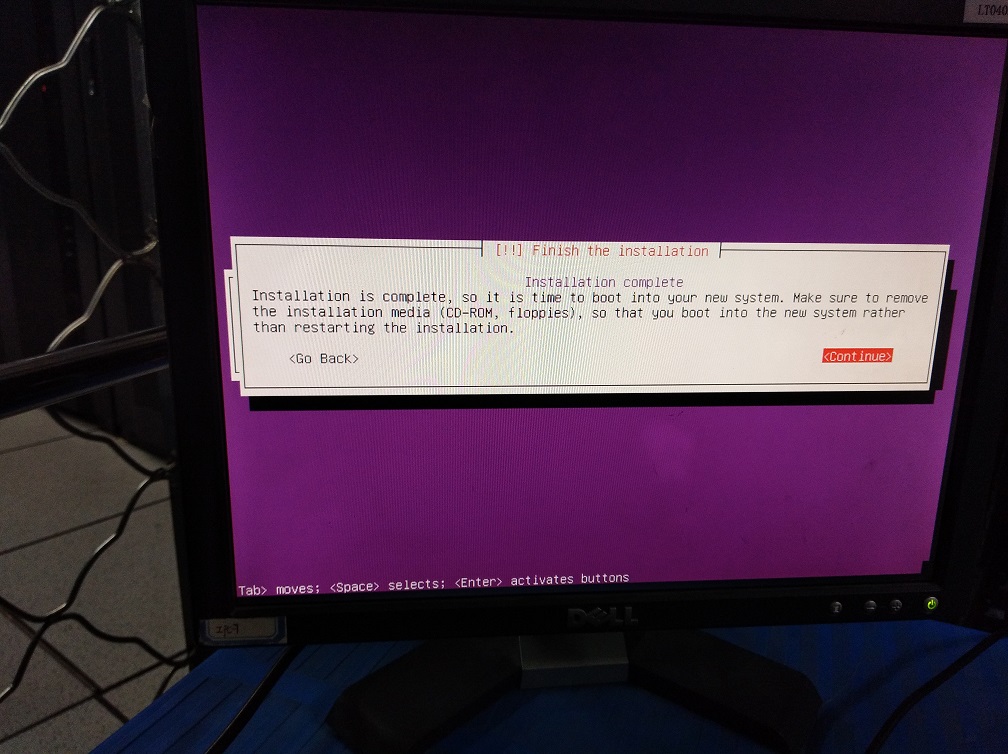 LT040
[!!] Finish the installation
Installation complete
Installation is complete, so it is time to boot into your new system. Make sure to remove
the installation media (CD-ROM, floppies), so that you boot into the new system rather
than restarting the installation.
<Go Back> <Continue>
Tab> moves; <Space> selects; <Enter> activates buttons
DELL